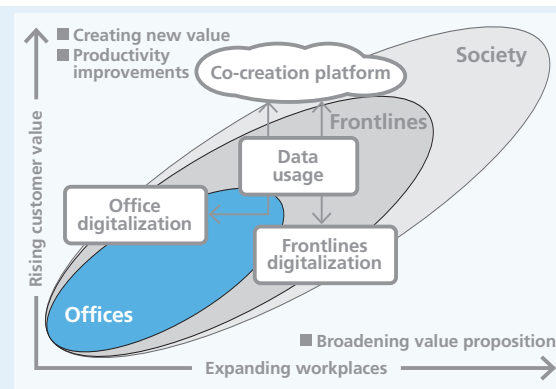 ■ Creating new value
■ Productivity
improvements
Co-creation platform
Society
Frontlines
Data
usage
Office
digitalization
Frontlines
digitalization
Offices
Rising customer value
■ Broadening value proposition
Expanding workplaces